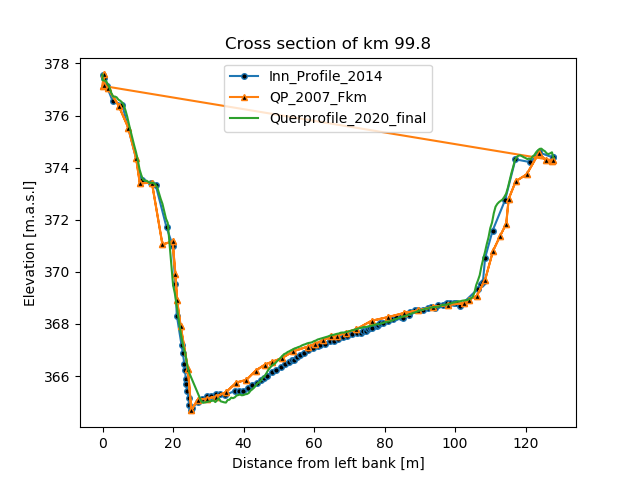 Cross section of km 99.8
Inn_Profile_2014
QP_2007_Fkm
Querprofile_2020_final
Elevation [m.a.s.l]
378
376
374
372
370
368
366
0 20 40 60 80 100 120
Distance from left bank [m]